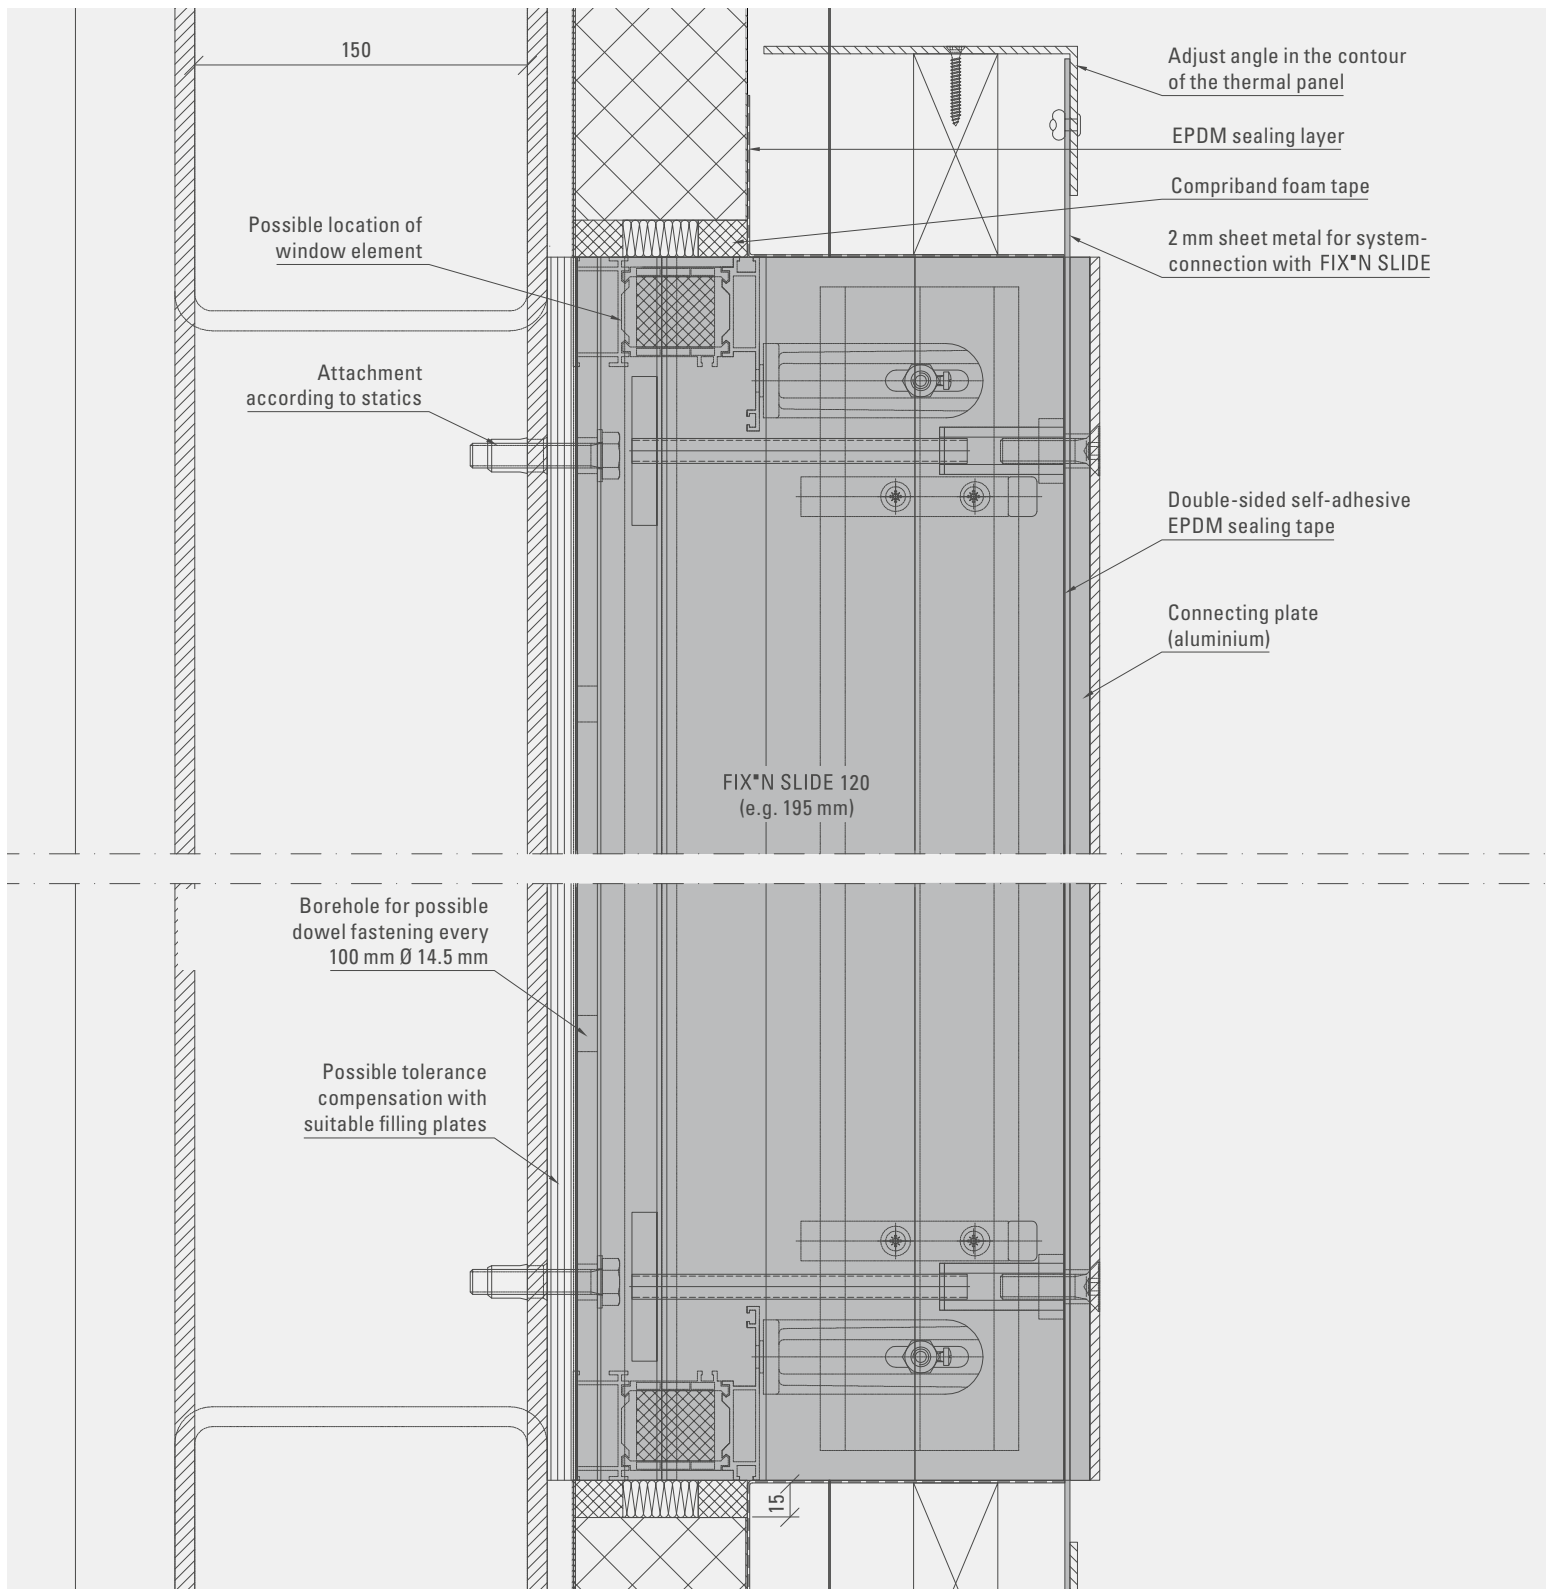 150
Adjust angle in the contour
of the thermal panel
EPDM sealing layer
Compriband foam tape
2 mm sheet metal for system-
connection with FIX■N SLIDE
Possible location of
window element
Attachment
according to statics
Double-sided self-adhesive
EPDM sealing tape
Connecting plate
(aluminium)
FIX■N SLIDE 120
(e.g. 195 mm)
Borehole for possible
dowel fastening every
100 mm Ø 14.5 mm
Possible tolerance
compensation with
suitable filling plates
15